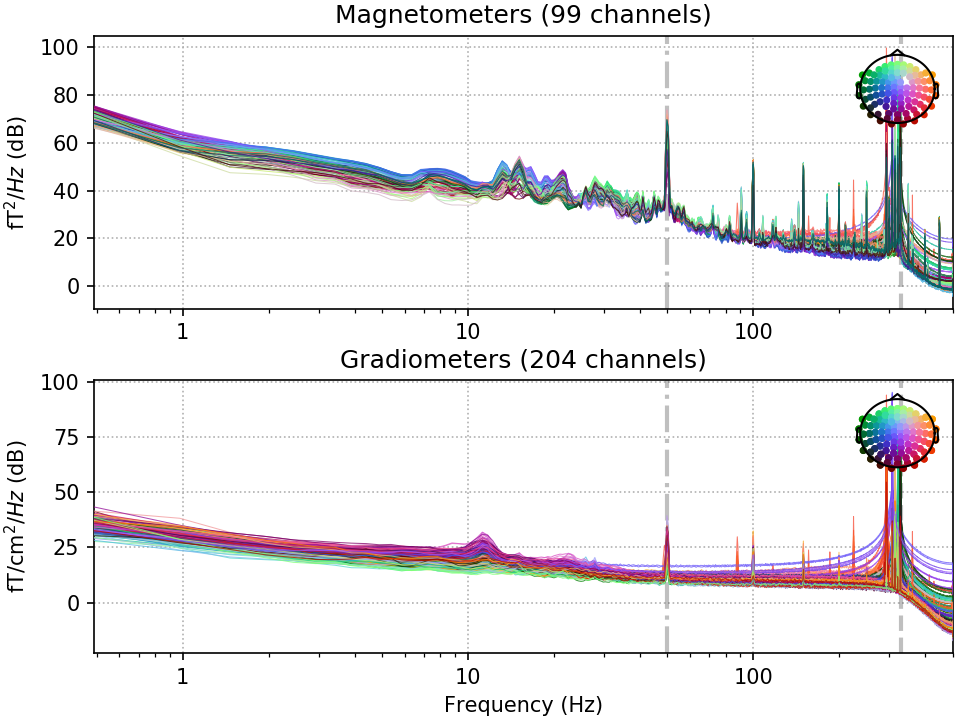 Magnetometers (99 channels)
fT²/Hz (dB)
100
80
60
40
20
0
1 10 100
Gradiometers (204 channels)
fT/cm²/Hz (dB)
100
75
50
25
0
1 10 100
Frequency (Hz)